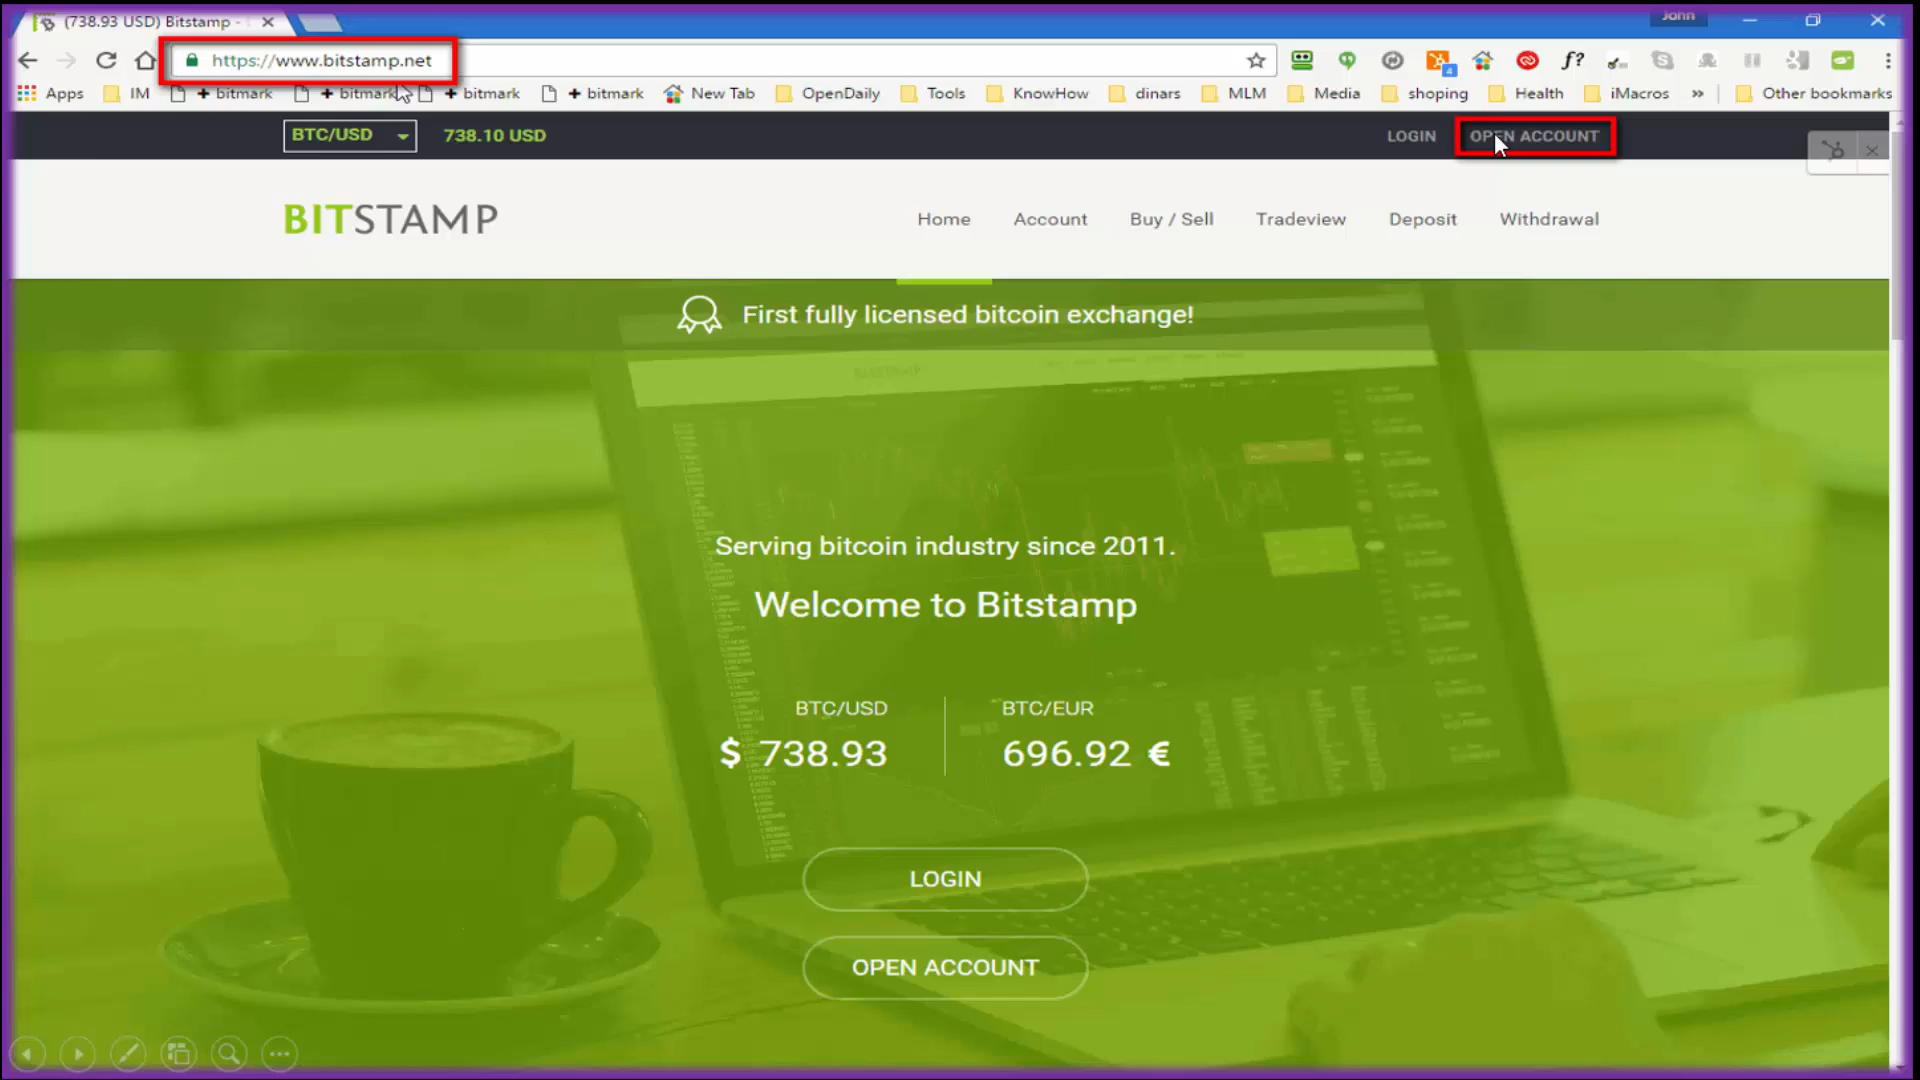 (738.93 USD) Bitstamp -
John
https://www.bitstamp.net
f?
4
Apps IM + bitmark + bitmark + bitmark + bitmark New Tab OpenDaily Tools KnowHow dinars MLM Media shoping Health iMacros » Other bookmarks
BTC/USD 738.10 USD LOGIN OPEN ACCOUNT
BITSTAMP
Home Account Buy / Sell Tradeview Deposit Withdrawal
First fully licensed bitcoin exchange!
Serving bitcoin industry since 2011.
Welcome to Bitstamp
BTC/USD BTC/EUR
$ 738.93 696.92 €
LOGIN
OPEN ACCOUNT